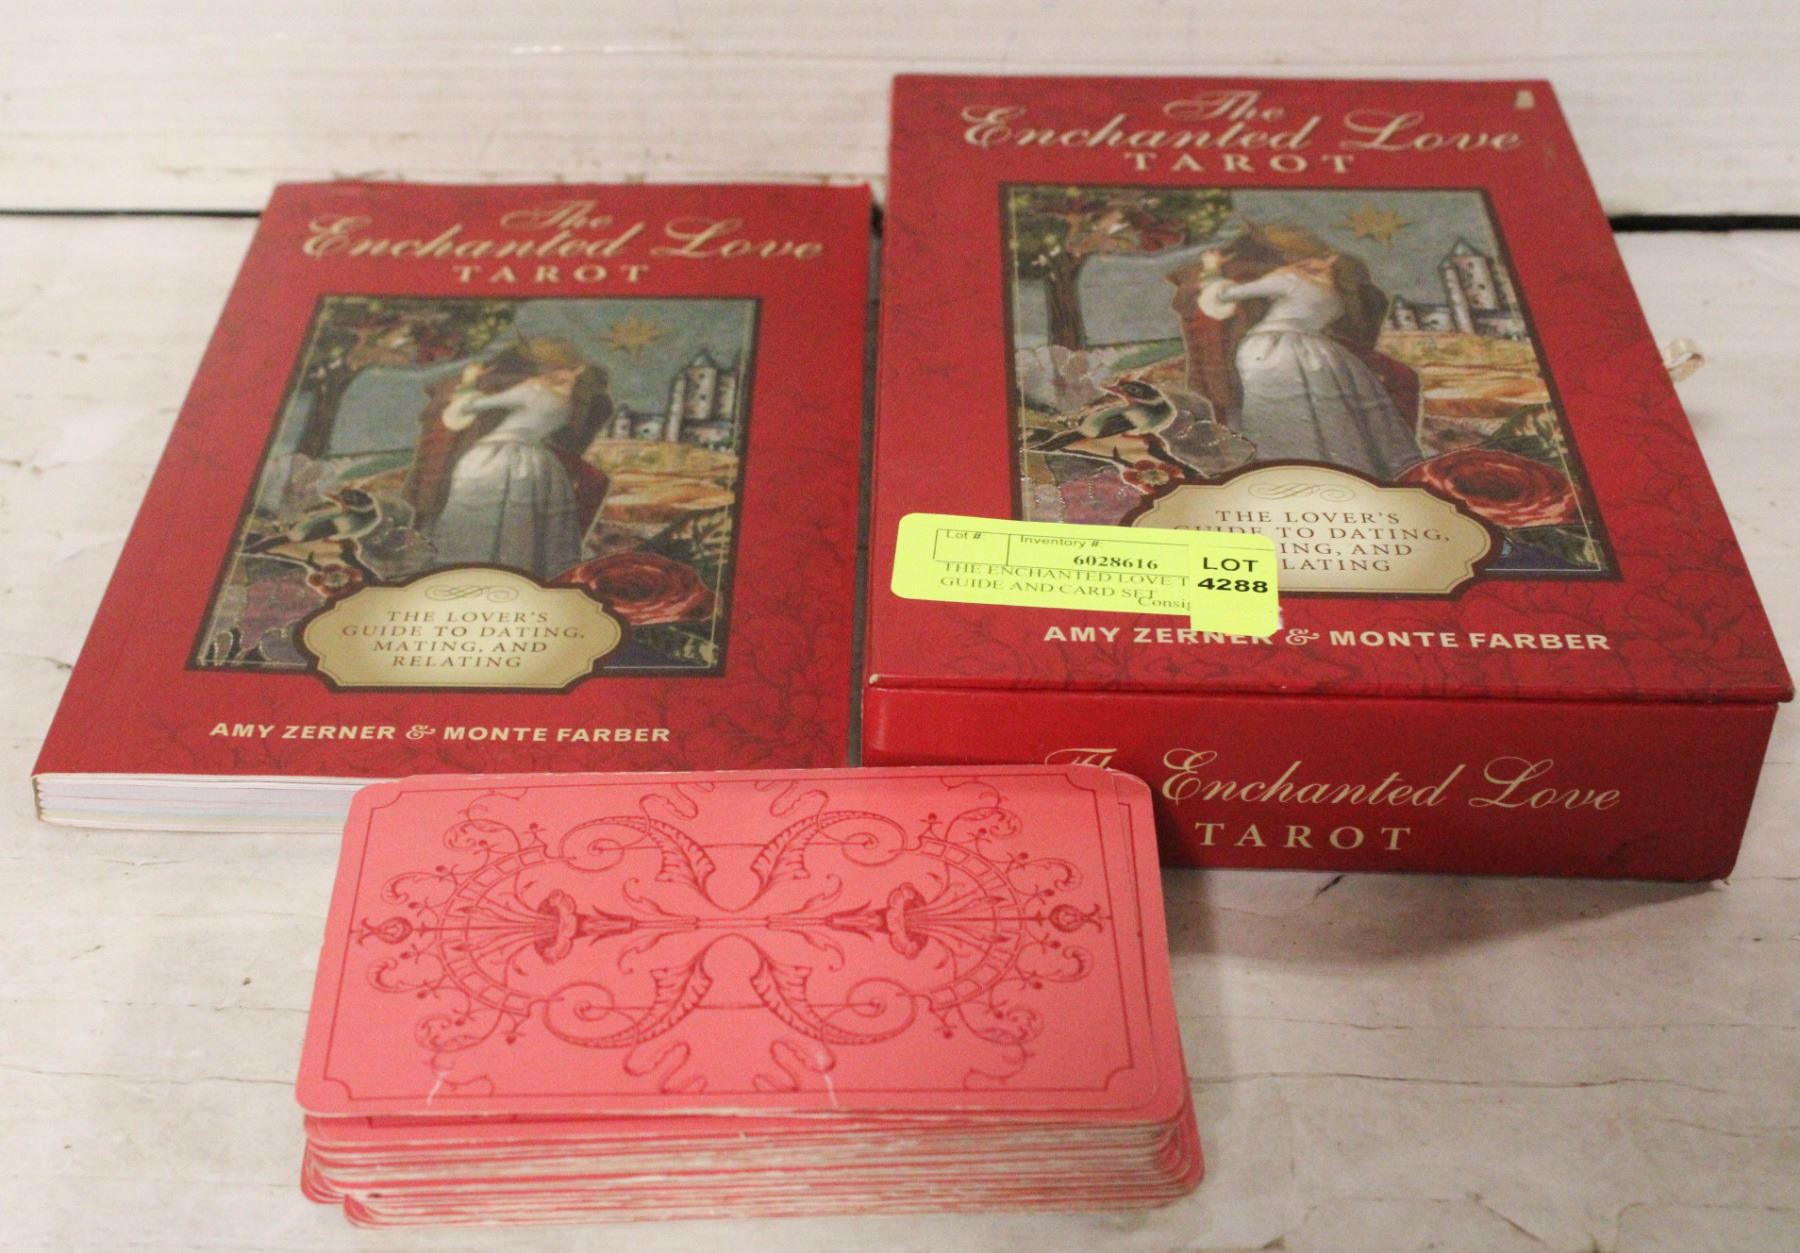 The
Enchanted Love
TAROT
THE LOVER'S
GUIDE TO DATING,
MATING, AND
RELATING
AMY ZERNER & MONTE FARBER
The
Enchanted Love
TAROT
THE LOVER'S
GUIDE TO DATING,
ING, AND
LATING
Lot #:
Inventory #:
6028616
THE ENCHANTED LOVE T
GUIDE AND CARD SET
Consig
LOT
4288
AMY ZERNER & MONTE FARBER
The Enchanted Love
TAROT